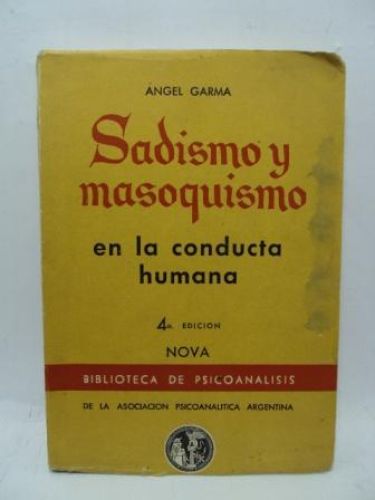 ANGEL GARMA
Sadismo y
masoquismo
en la conducta
humana
4a. EDICION
NOVA
BIBLIOTECA DE PSICOANALISIS
DE LA ASOCIACION PSICOANALITICA ARGENTINA